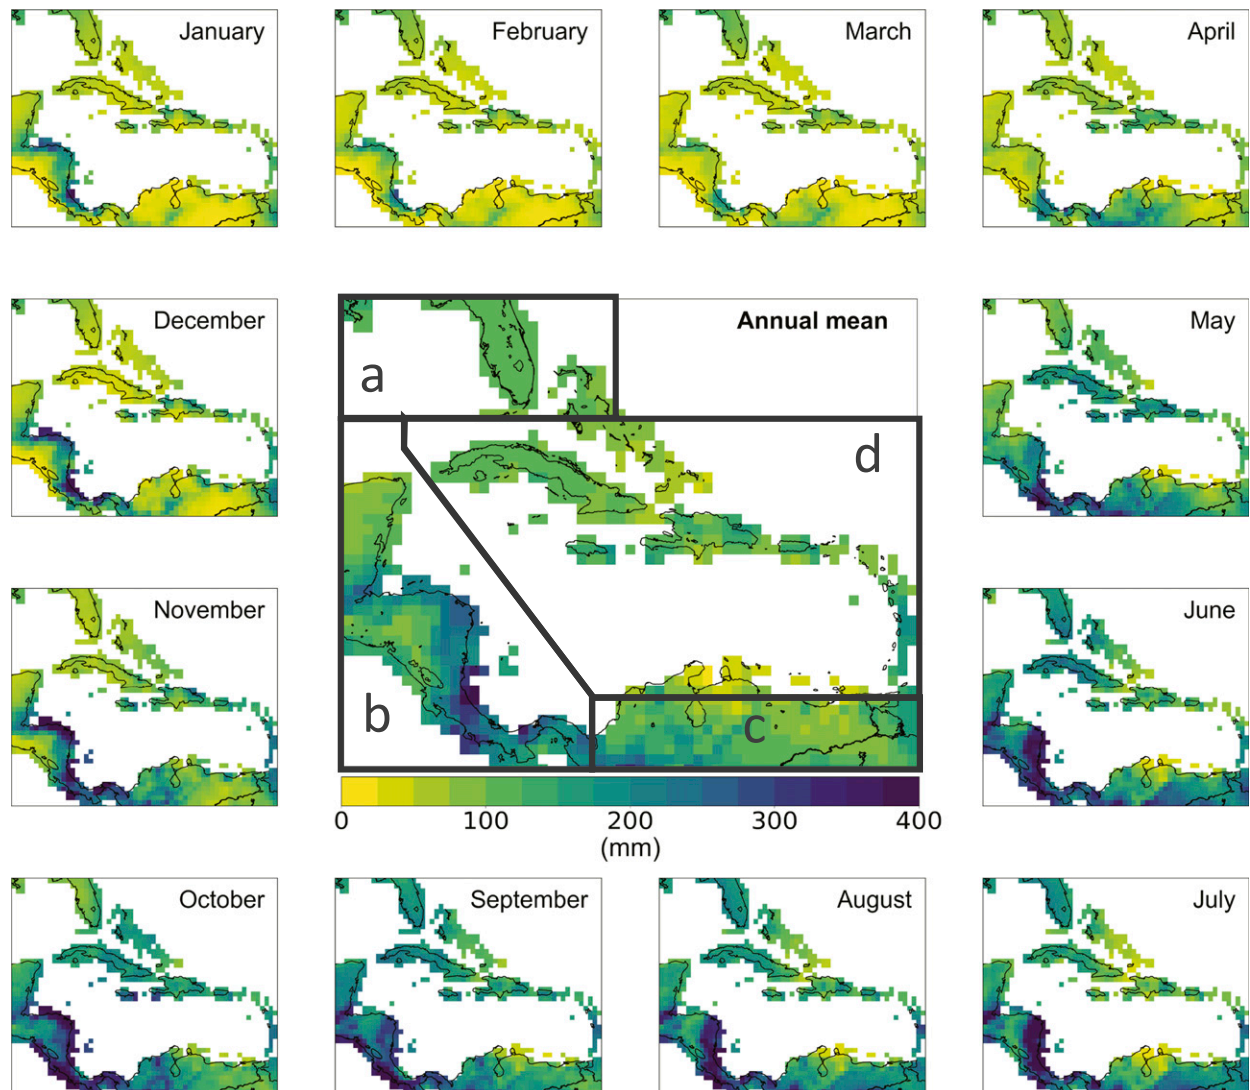 January
February
March
April
December
Annual mean
May
a
d
November
June
b
c
0 100 200 300 400
(mm)
October
September
August
July